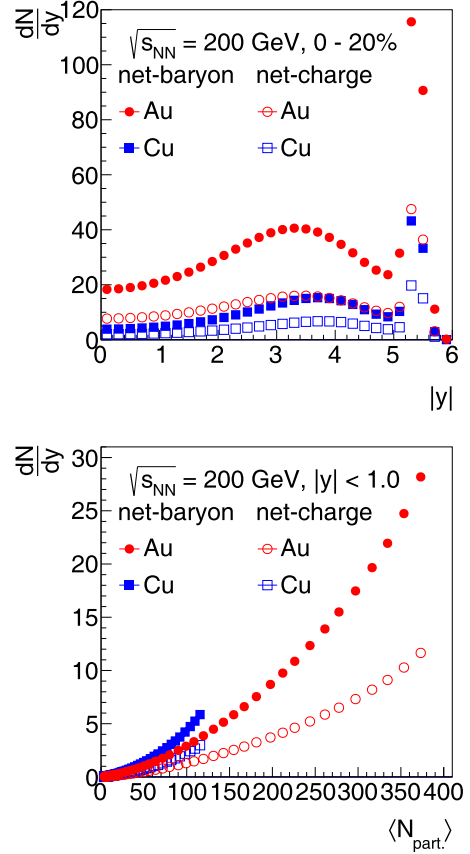 dN
dy
√sNN = 200 GeV, 0 - 20%
net-baryon net-charge
Au Au
Cu Cu
120
100
80
60
40
20
0
0 1 2 3 4 5 6
|y|
dN
dy
√sNN = 200 GeV, |y| < 1.0
net-baryon net-charge
Au Au
Cu Cu
30
25
20
15
10
5
0
0 50 100 150 200 250 300 350 400
⟨Npart.⟩